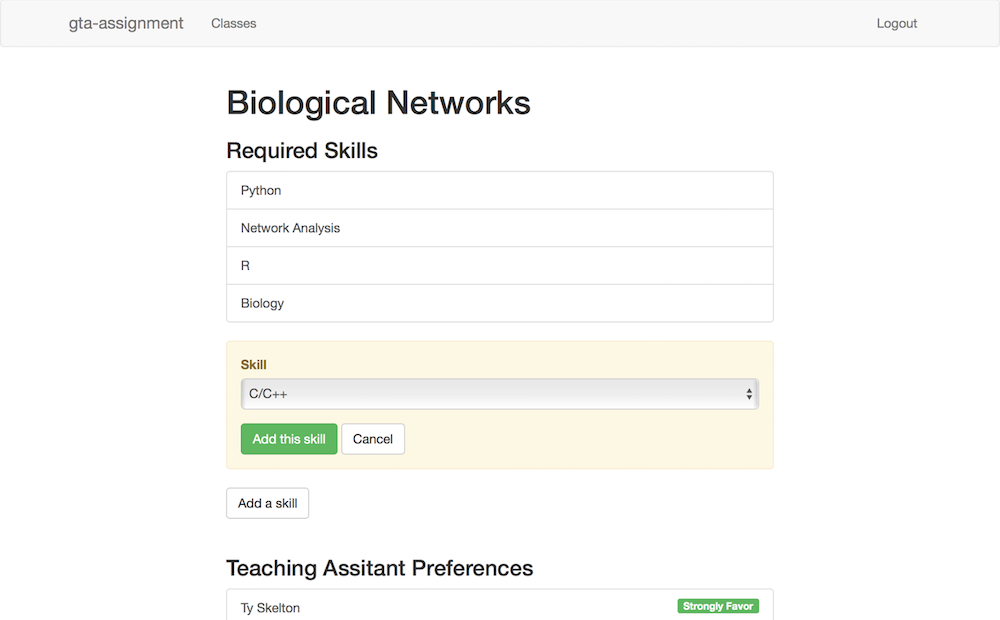 gta-assignment Classes Logout
Biological Networks
Required Skills
Python
Network Analysis
R
Biology
Skill
C/C++
Add this skill Cancel
Add a skill
Teaching Assitant Preferences
Ty Skelton Strongly Favor